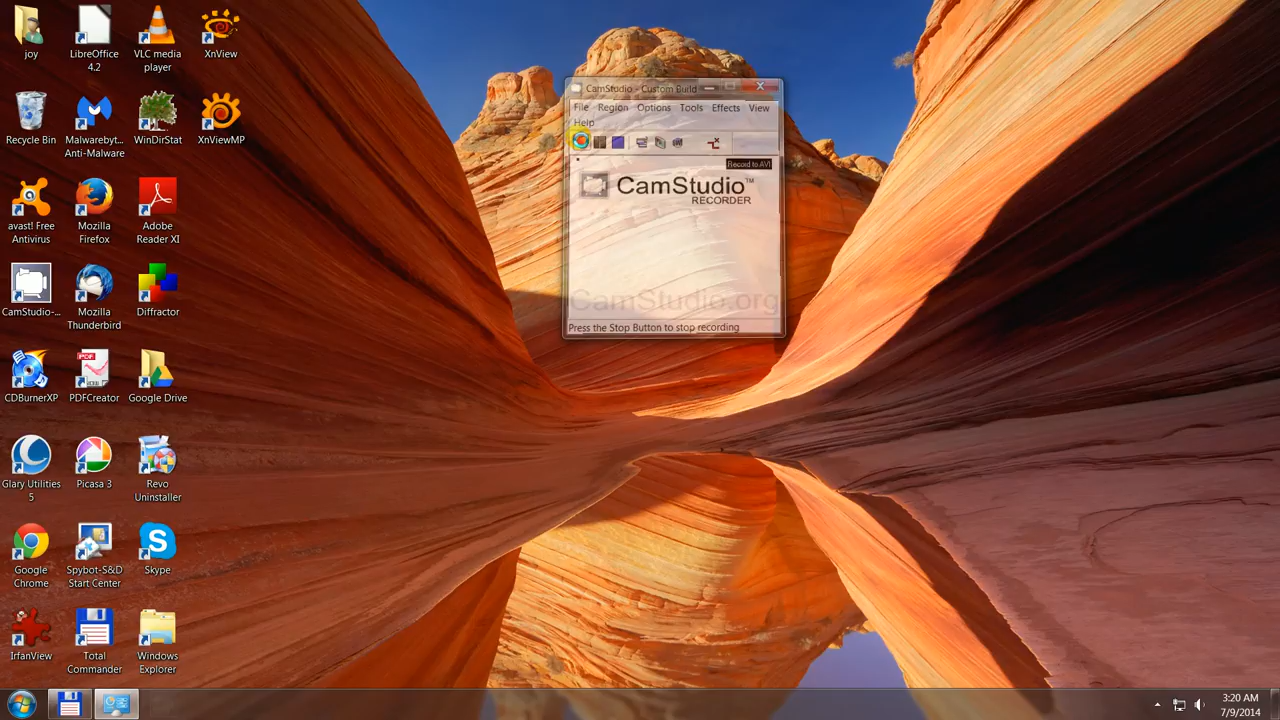 joy
LibreOffice
4.2
VLC media
player
XnView
Recycle Bin
Malwarebyt...
Anti-Malware
WinDirStat
XnViewMP
avast! Free
Antivirus
Mozilla
Firefox
Adobe
Reader XI
CamStudio-...
Mozilla
Thunderbird
Diffractor
CDBurnerXP
PDF
PDFCreator
Google Drive
Glary Utilities
5
Picasa 3
Revo
Uninstaller
Google
Chrome
Spybot-S&D
Start Center
S
Skype
IrfanView
Total
Commander
Windows
Explorer
CamStudio - Custom Build
File Region Options Tools Effects View
Help
Record to AVI
CamStudio™
RECORDER
CamStudio.org
Press the Stop Button to stop recording
3:20 AM
7/9/2014